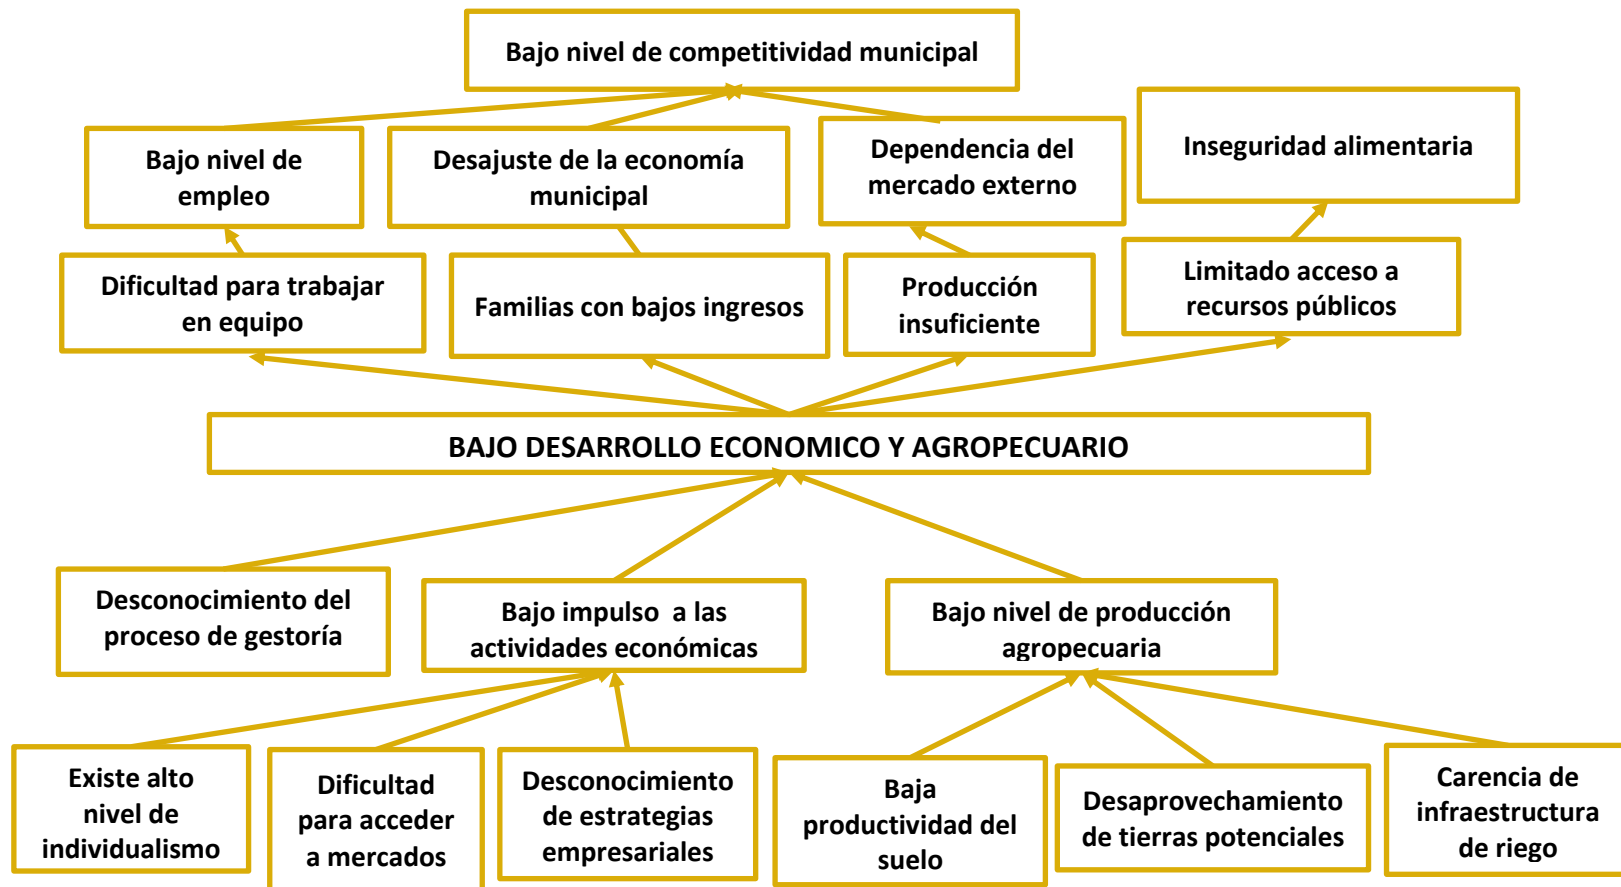 Bajo nivel de competitividad municipal
Bajo nivel de
empleo
Desajuste de la economía
municipal
Dependencia del
mercado externo
Inseguridad alimentaria
Dificultad para trabajar
en equipo
Familias con bajos ingresos
Producción
insuficiente
Limitado acceso a
recursos públicos
BAJO DESARROLLO ECONOMICO Y AGROPECUARIO
Desconocimiento del
proceso de gestoría
Bajo impulso a las
actividades económicas
Bajo nivel de producción
agropecuaria
Existe alto
nivel de
individualismo
Dificultad
para acceder
a mercados
Desconocimiento
de estrategias
empresariales
Baja
productividad del
suelo
Desaprovechamiento
de tierras potenciales
Carencia de
infraestructura
de riego